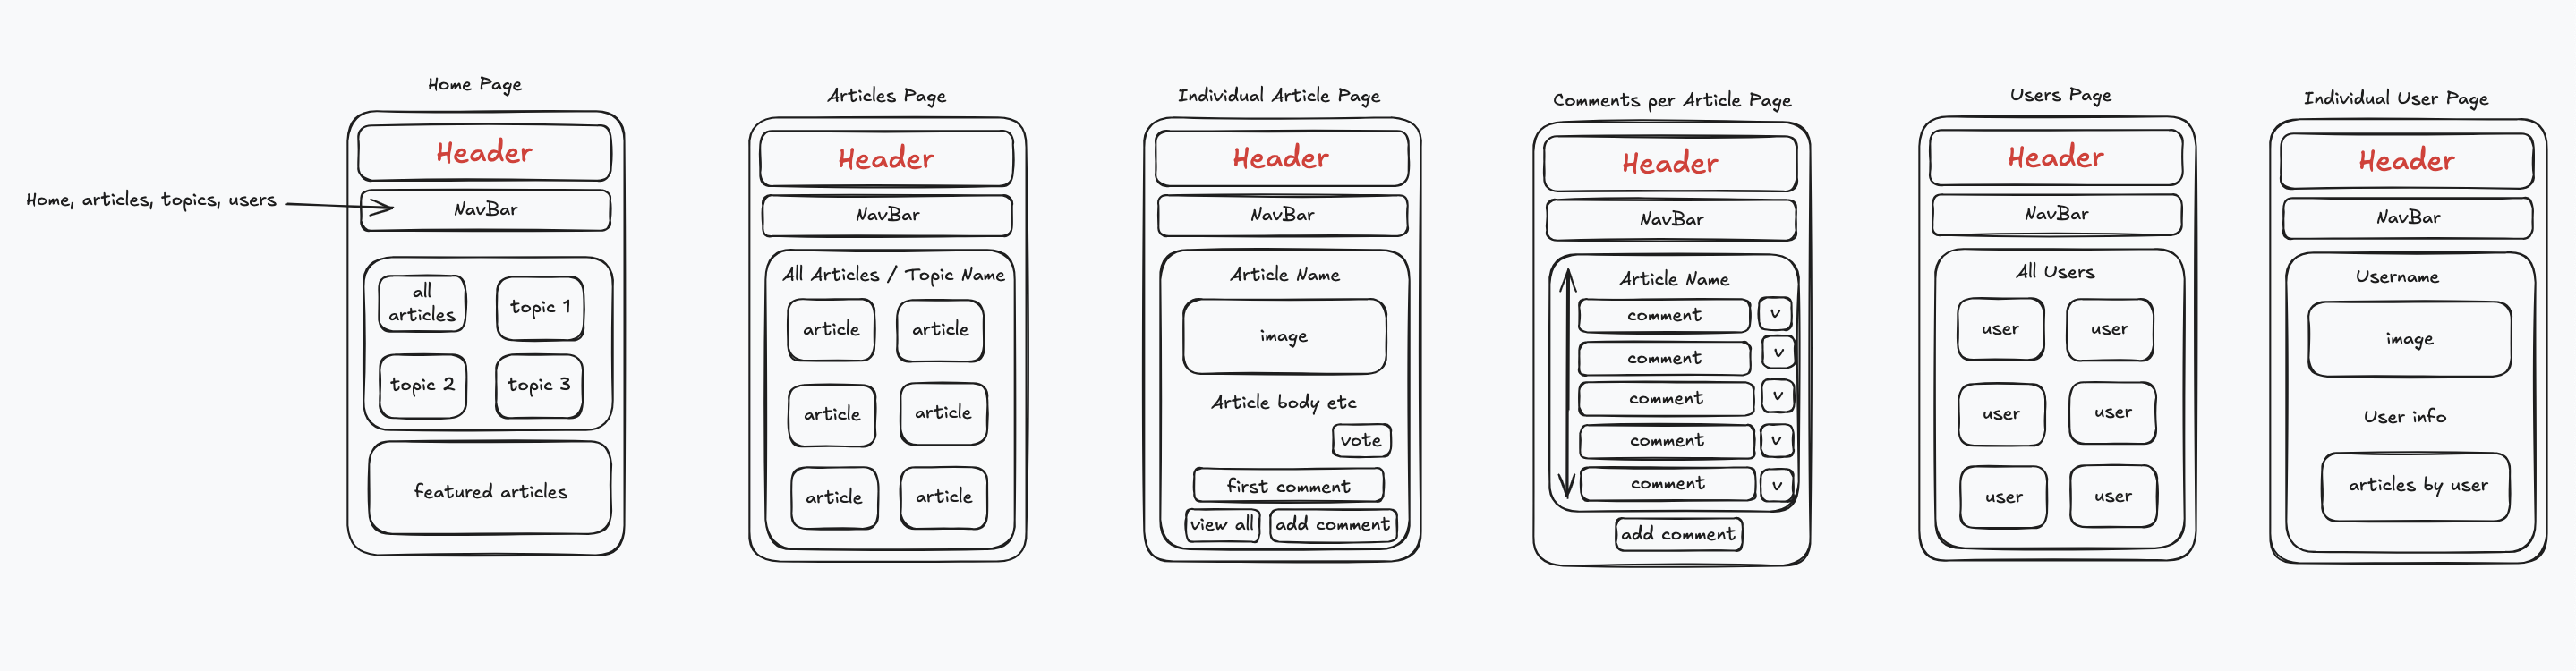 Home, articles, topics, users
Home Page
Header
NavBar
all
articles
topic 1
topic 2
topic 3
featured articles
Articles Page
Header
NavBar
All Articles / Topic Name
article
article
article
article
article
article
Individual Article Page
Header
NavBar
Article Name
image
Article body etc
vote
first comment
view all
add comment
Comments per Article Page
Header
NavBar
Article Name
comment
v
comment
v
comment
v
comment
v
comment
v
add comment
Users Page
Header
NavBar
All Users
user
user
user
user
user
user
Individual User Page
Header
NavBar
Username
image
User info
articles by user